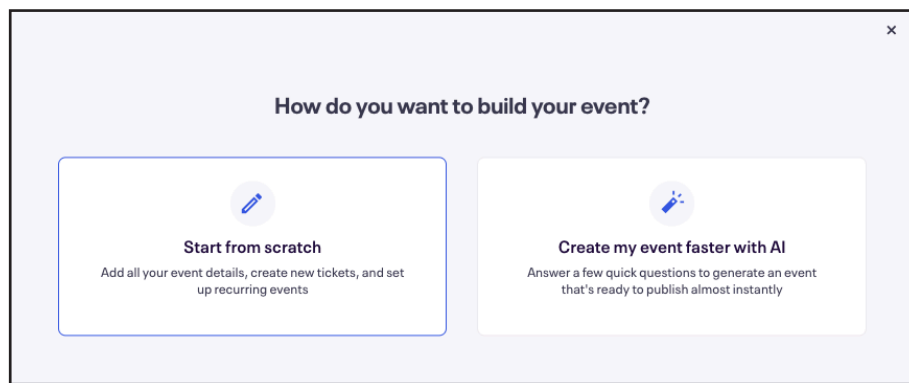 ×
How do you want to build your event?
Start from scratch
Add all your event details, create new tickets, and set
up recurring events
Create my event faster with AI
Answer a few quick questions to generate an event
that's ready to publish almost instantly